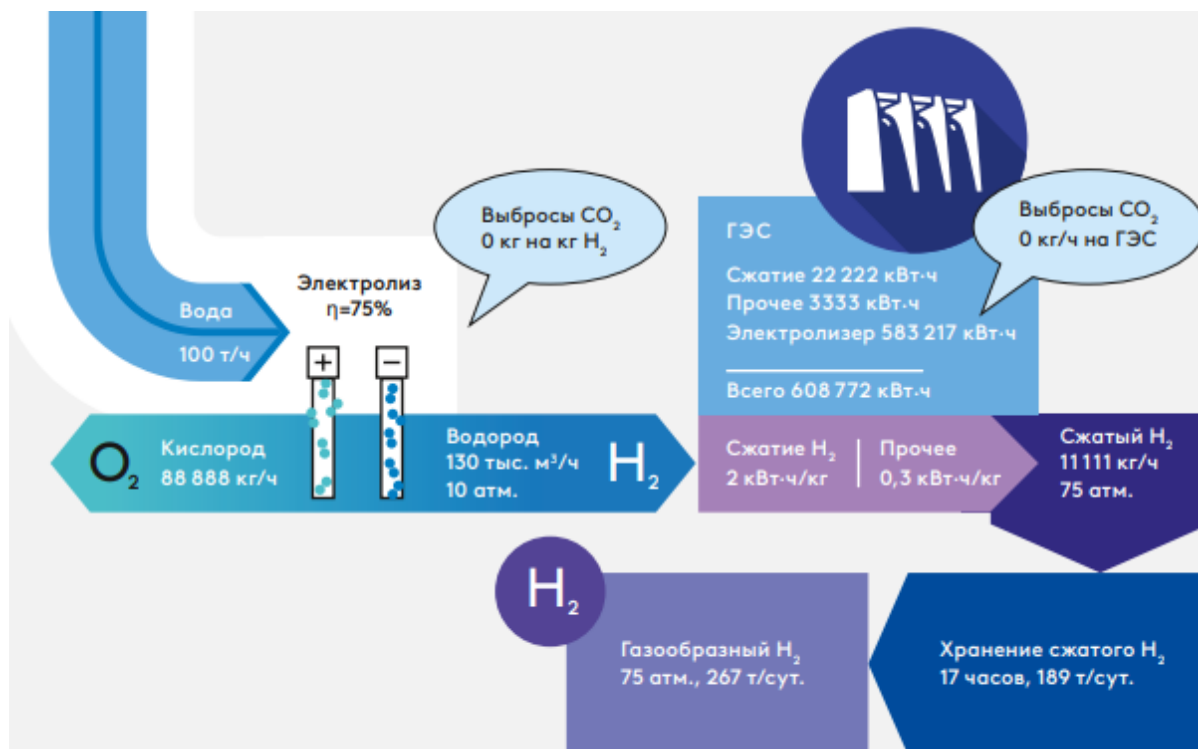 Выбросы CO₂
0 кг на кг H₂
Выбросы CO₂
0 кг/ч на ГЭС
ГЭС
Сжатие 22 222 кВт·ч
Прочее 3333 кВт·ч
Электролизер 583 217 кВт·ч
Всего 608 772 кВт·ч
Электролиз
η=75%
Вода
100 т/ч
+
−
O₂
Кислород
88 888 кг/ч
Водород
130 тыс. м³/ч
10 атм.
H₂
Сжатие H₂
2 кВт·ч/кг
Прочее
0,3 кВт·ч/кг
Сжатый H₂
11 111 кг/ч
75 атм.
H₂
Газообразный H₂
75 атм., 267 т/сут.
Хранение сжатого H₂
17 часов, 189 т/сут.